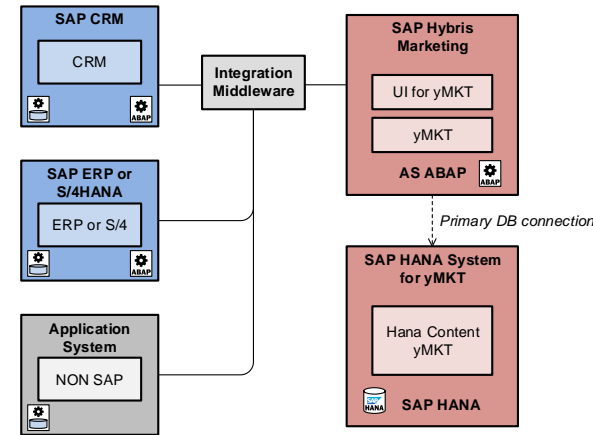 SAP CRM
CRM
ABAP
SAP ERP or
S/4HANA
ERP or S/4
ABAP
Application
System
NON SAP
Integration
Middleware
SAP Hybris
Marketing
UI for yMKT
yMKT
AS ABAP
ABAP
Primary DB connection
SAP HANA System
for yMKT
Hana Content
yMKT
SAP
HANA
SAP HANA